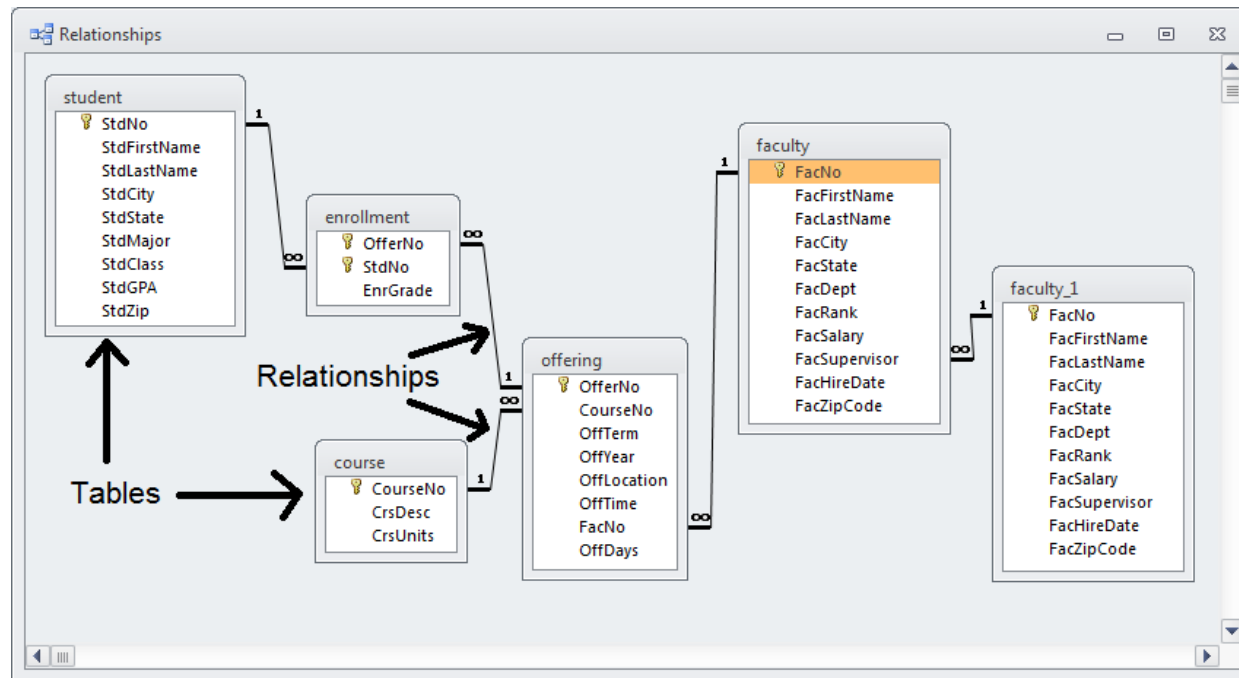 Relationships
student
StdNo
StdFirstName
StdLastName
StdCity
StdState
StdMajor
StdClass
StdGPA
StdZip
1
∞
enrollment
OfferNo
StdNo
EnrGrade
∞
1
Relationships
Tables
course
CourseNo
CrsDesc
CrsUnits
1
∞
offering
OfferNo
CourseNo
OffTerm
OffYear
OffLocation
OffTime
FacNo
OffDays
∞
1
faculty
FacNo
FacFirstName
FacLastName
FacCity
FacState
FacDept
FacRank
FacSalary
FacSupervisor
FacHireDate
FacZipCode
∞
1
faculty_1
FacNo
FacFirstName
FacLastName
FacCity
FacState
FacDept
FacRank
FacSalary
FacSupervisor
FacHireDate
FacZipCode